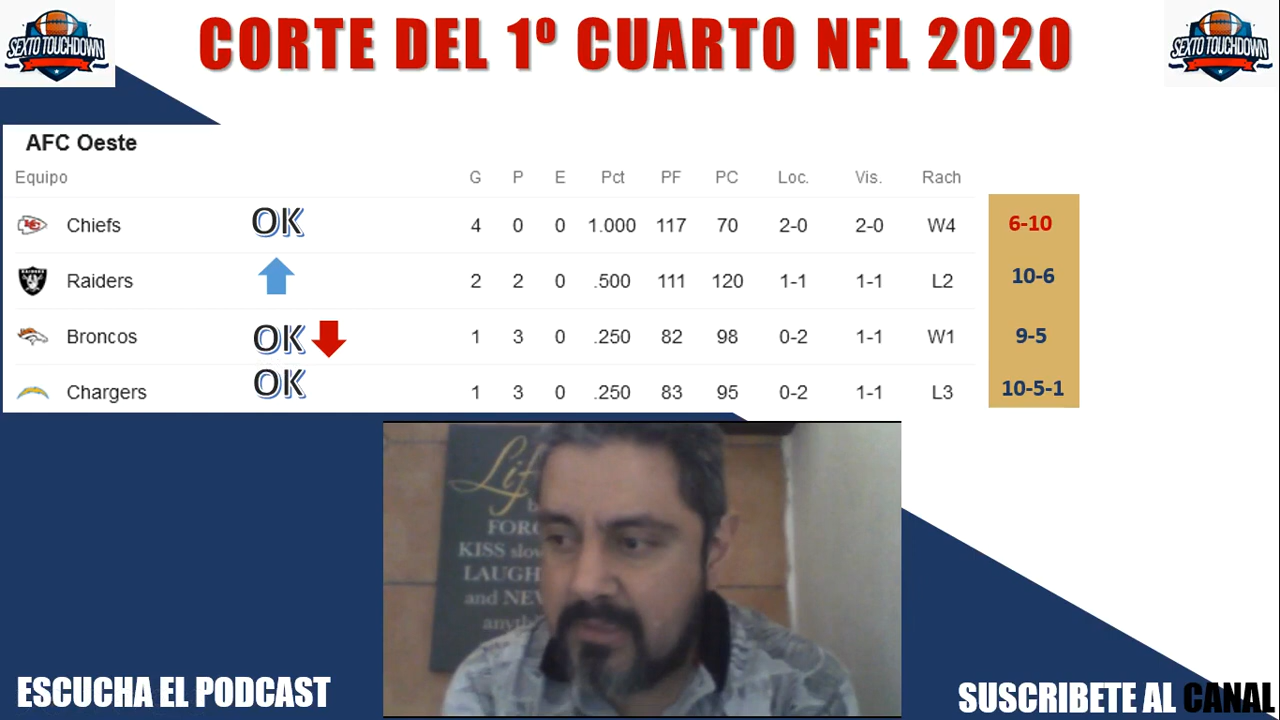 SEXTO TOUCHDOWN
CORTE DEL 1º CUARTO NFL 2020
SEXTO TOUCHDOWN
AFC Oeste
Equipo G P E Pct PF PC Loc. Vis. Rach
Chiefs OK 4 0 0 1.000 117 70 2-0 2-0 W4 6-10
RAIDERS Raiders 2 2 0 .500 111 120 1-1 1-1 L2 10-6
Broncos OK 1 3 0 .250 82 98 0-2 1-1 W1 9-5
Chargers OK 1 3 0 .250 83 95 0-2 1-1 L3 10-5-1
Lif
FORG
KISS slow
LAUGH
and NEV
anyth
ESCUCHA EL PODCAST
SUSCRIBETE AL CANAL